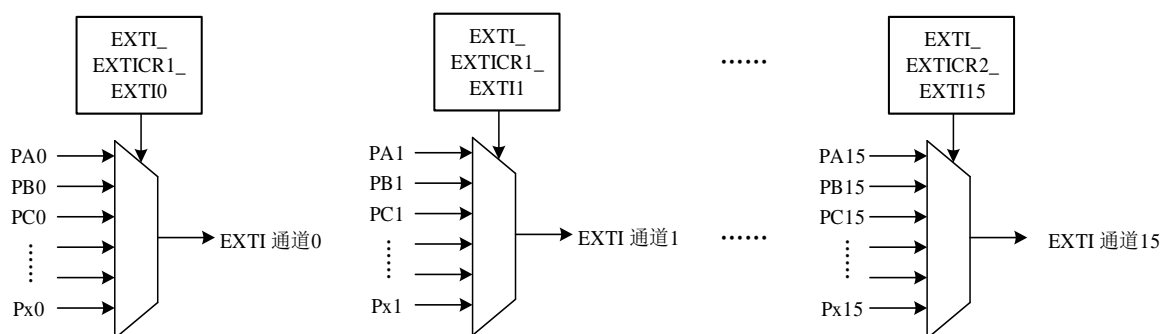 EXTI_
EXTICR1_
EXTI0
EXTI_
EXTICR1_
EXTI1
……
EXTI_
EXTICR2_
EXTI15
PA0
PB0
PC0
……
Px0
EXTI 通道0
PA1
PB1
PC1
……
Px1
EXTI 通道1
……
PA15
PB15
PC15
……
Px15
EXTI 通道15